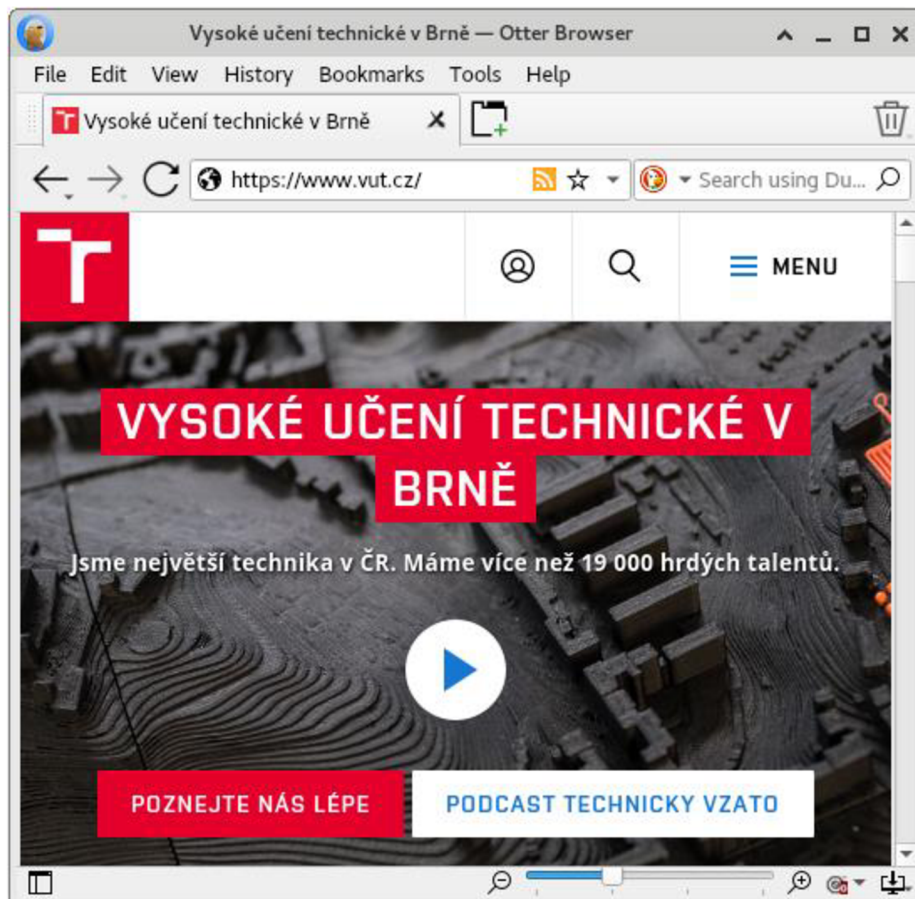 Vysoké učení technické v Brně — Otter Browser
File Edit View History Bookmarks Tools Help
Vysoké učení technické v Brně
https://www.vut.cz/ Search using Du...
MENU
VYSOKÉ UČENÍ TECHNICKÉ V
BRNĚ
Jsme největší technika v ČR. Máme více než 19 000 hrdých talentů.
POZNEJTE NÁS LÉPE PODCAST TECHNICKY VZATO